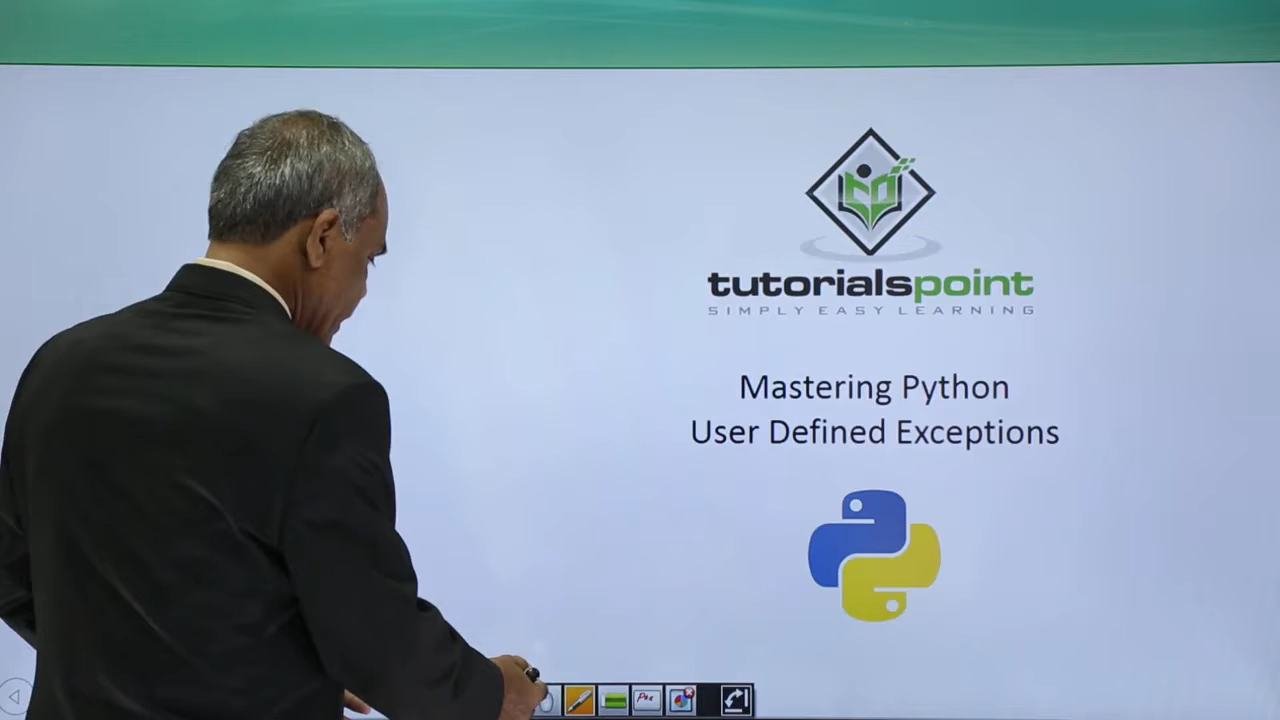 tutorialspoint
SIMPLY EASY LEARNING
Mastering Python
User Defined Exceptions